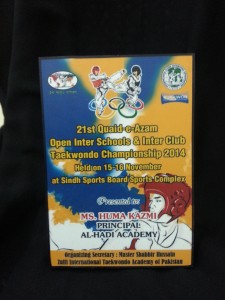 21st Quaid-e-Azam
Open Inter Schools & Inter Club
Taekwondo Championship 2014
Held on 15-16 November
at Sindh Sports Board Sports Complex
Presented to
MS. HUMA KAZMI
PRINCIPAL
AL-HADI ACADEMY
Organizing Secretary : Master Shabbir Hussain
International Taekwondo Academy of Pakistan